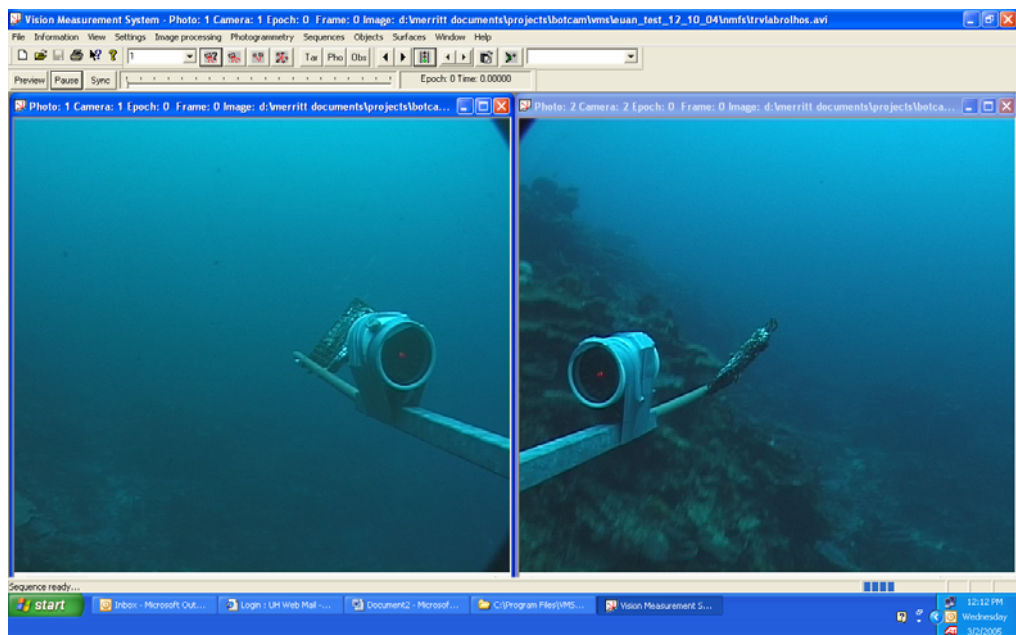 Vision Measurement System - Photo: 1 Camera: 1 Epoch: 0 Frame: 0 Image: d:\merritt documents\projects\botcam\vms\euan_test_12_10_04\nmfs\trvlabrolhos.avi
File Information View Settings Image processing Photogrammetry Sequences Objects Surfaces Window Help
1 Tar Pho Obs
Preview Pause Sync Epoch: 0 Time: 0.00000
Photo: 1 Camera: 1 Epoch: 0 Frame: 0 Image: d:\merritt documents\projects\botca...
Photo: 2 Camera: 2 Epoch: 0 Frame: 0 Image: d:\merritt documents\projects\botca...
Sequence ready...
start Inbox - Microsoft Out... Login : UH Web Mail -... Document2 - Microsof... C:\Program Files\VMS... Vision Measurement S...
12:12 PM
Wednesday
3/2/2005